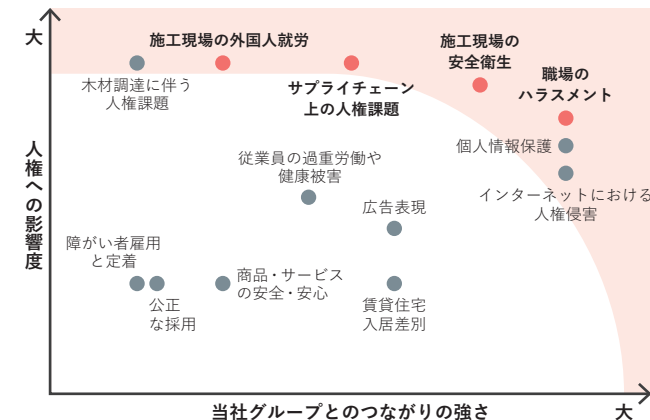 大
施工現場の外国人就労
施工現場の
安全衛生
職場の
ハラスメント
木材調達に伴う
人権課題
サプライチェーン
上の人権課題
個人情報保護
インターネットにおける
人権侵害
従業員の過重労働や
健康被害
広告表現
人権への影響度
障がい者雇用
と定着
公正
な採用
商品・サービス
の安全・安心
賃貸住宅
入居差別
当社グループとのつながりの強さ
大